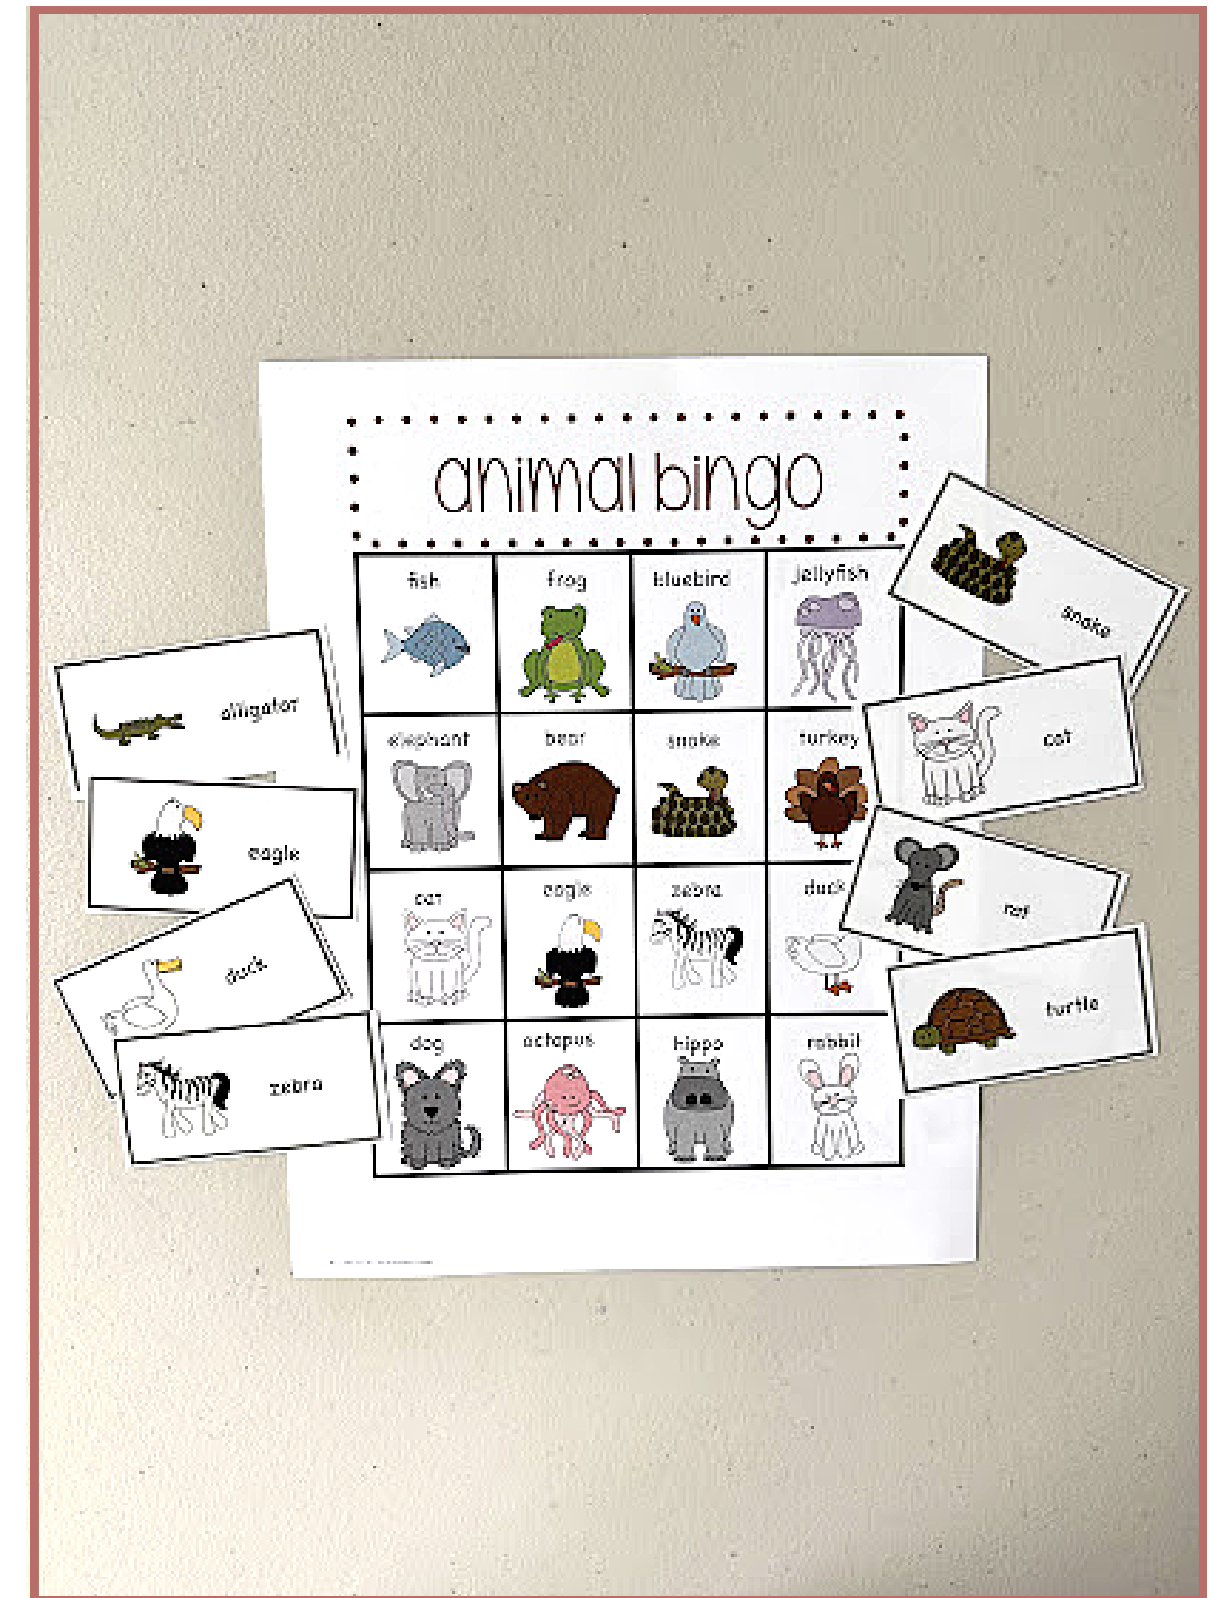 animal bingo
fish frog bluebird jellyfish
elephant bear snake turkey
cat eagle zebra duck
dog octopus hippo rabbit
alligator
eagle
duck
zebra
snake
cat
rat
turtle